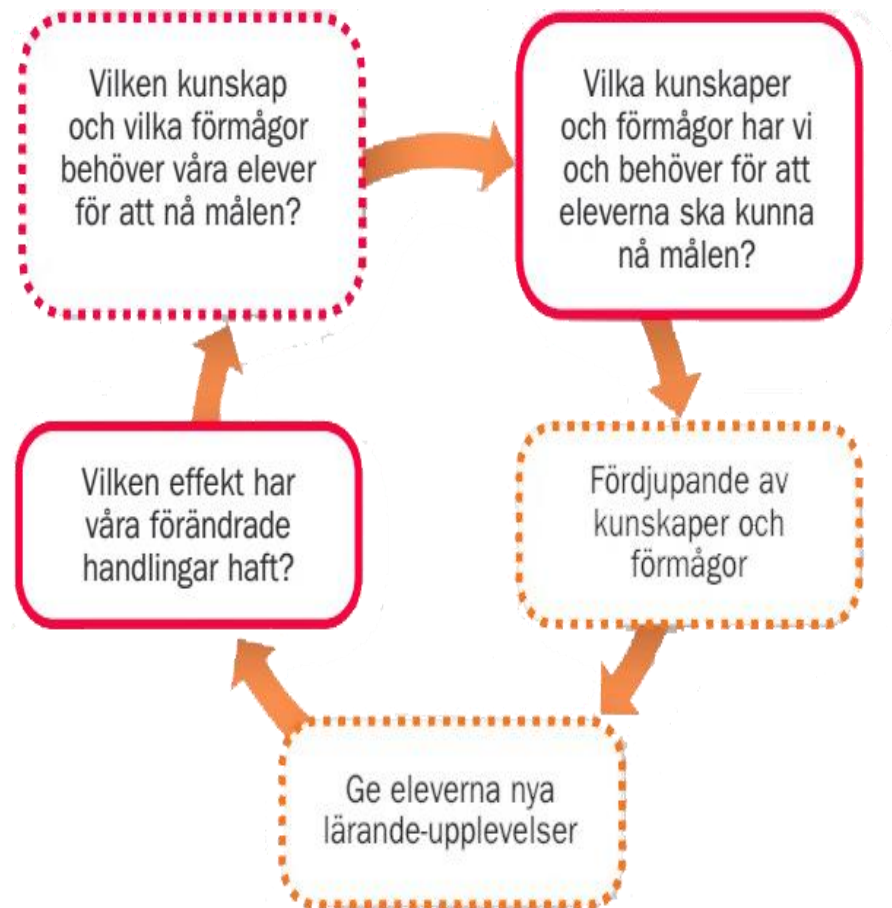 Vilken kunskap
och vilka förmågor
behöver våra elever
för att nå målen?
Vilka kunskaper
och förmågor har vi
och behöver för att
eleverna ska kunna
nå målen?
Fördjupande av
kunskaper och
förmågor
Ge eleverna nya
lärande-upplevelser
Vilken effekt har
våra förändrade
handlingar haft?